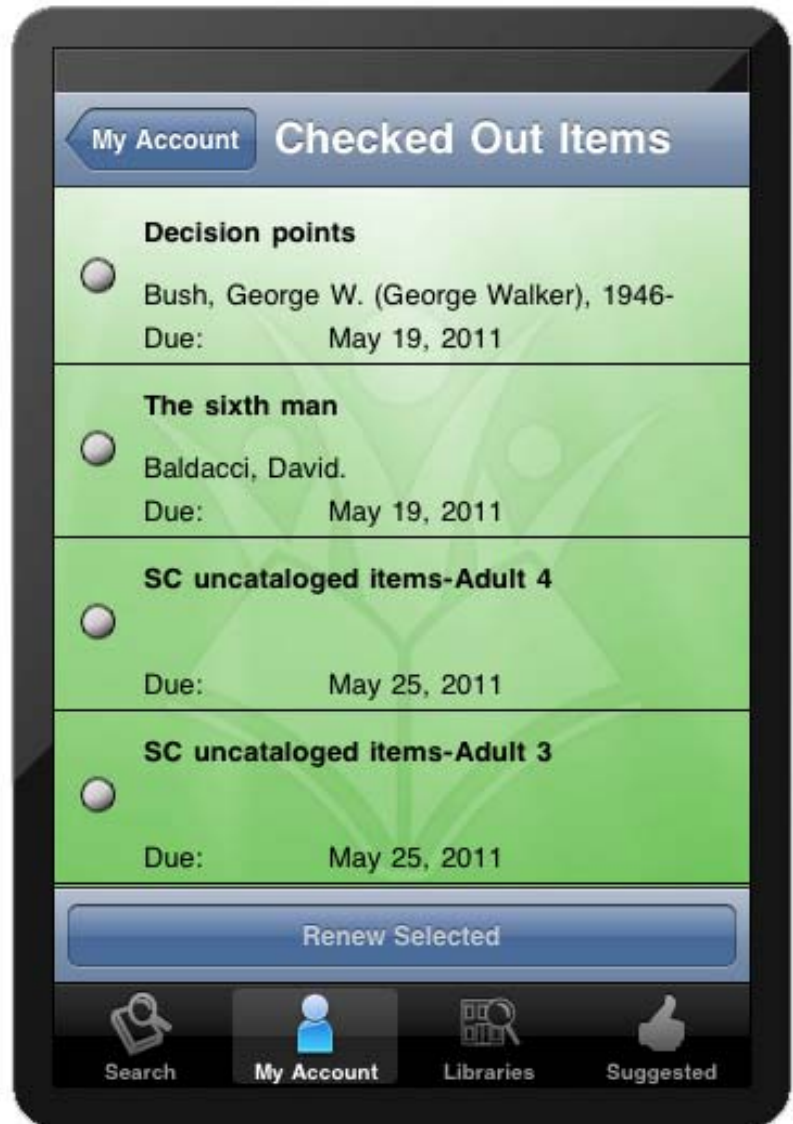 My Account
Checked Out Items
Decision points
Bush, George W. (George Walker), 1946-
Due: May 19, 2011
The sixth man
Baldacci, David.
Due: May 19, 2011
SC uncataloged items-Adult 4
Due: May 25, 2011
SC uncataloged items-Adult 3
Due: May 25, 2011
Renew Selected
Search
My Account
Libraries
Suggested